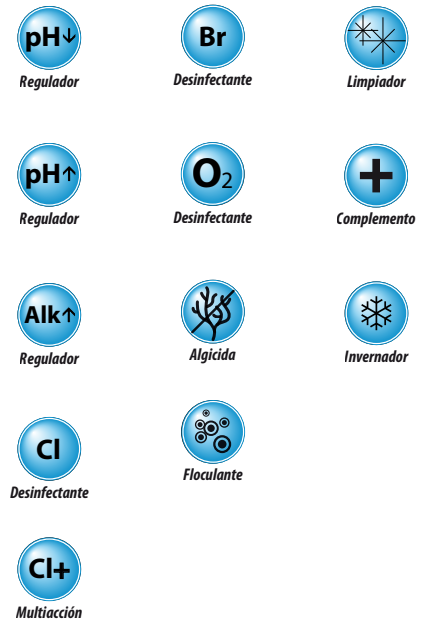 pH↓
Regulador
Br
Desinfectante
Limpiador
pH↑
Regulador
O₂
Desinfectante
+
Complemento
Alk↑
Regulador
Algicida
Invernador
Cl
Desinfectante
Floculante
Cl+
Multiacción